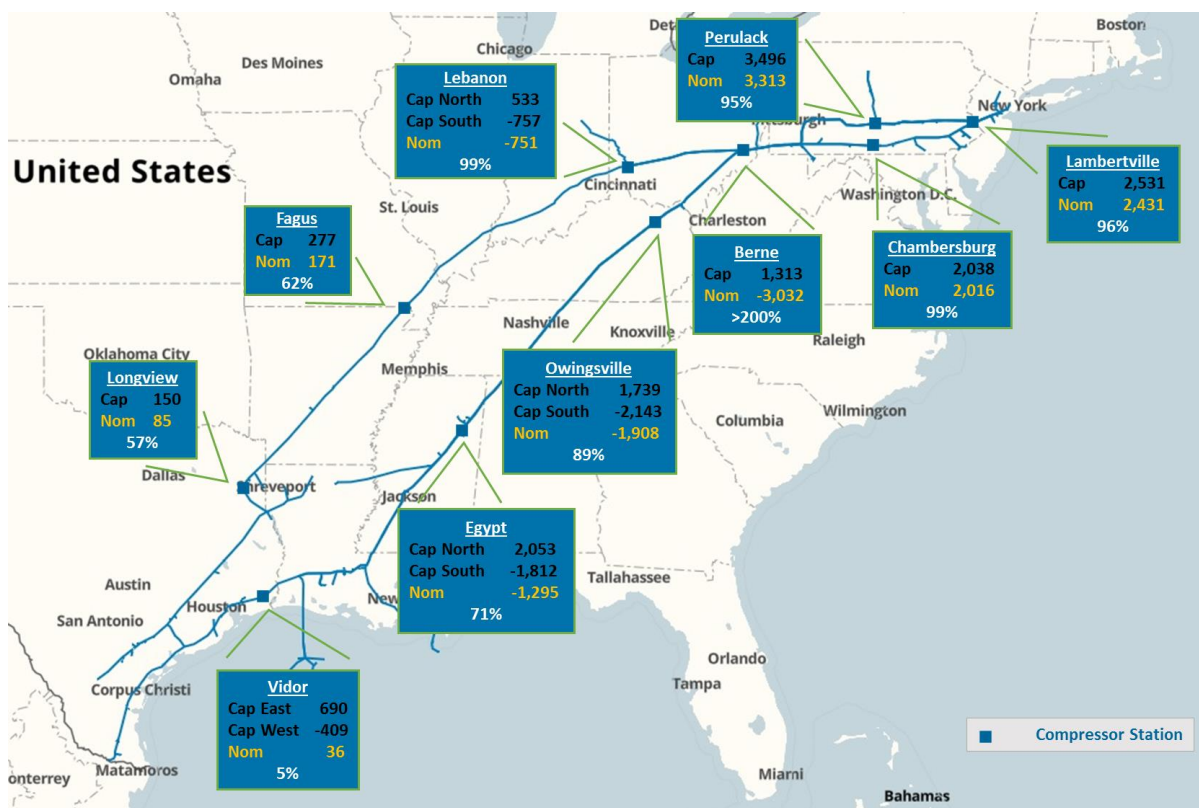 Boston
Det
Perulack
Cap 3,496
Nom 3,313
95%
Chicago
Des Moines
Omaha
Lebanon
Cap North 533
Cap South -757
Nom -751
99%
New York
Pittsburgh
United States
Cincinnati
Lambertville
Cap 2,531
Nom 2,431
96%
Washington D.C.
St. Louis
Charleston
Fagus
Cap 277
Nom 171
62%
Berne
Cap 1,313
Nom -3,032
>200%
Chambersburg
Cap 2,038
Nom 2,016
99%
Nashville
Knoxville
Raleigh
Oklahoma City
Memphis
Longview
Cap 150
Nom 85
57%
Owingsville
Cap North 1,739
Cap South -2,143
Nom -1,908
89%
Wilmington
Columbia
Dallas
Shreveport
Jackson
Egypt
Cap North 2,053
Cap South -1,812
Nom -1,295
71%
Tallahassee
Austin
Houston
New
San Antonio
Orlando
Tampa
Corpus Christi
Vidor
Cap East 690
Cap West -409
Nom 36
5%
Compressor Station
Matamoros
onterrey
Miami
Bahamas